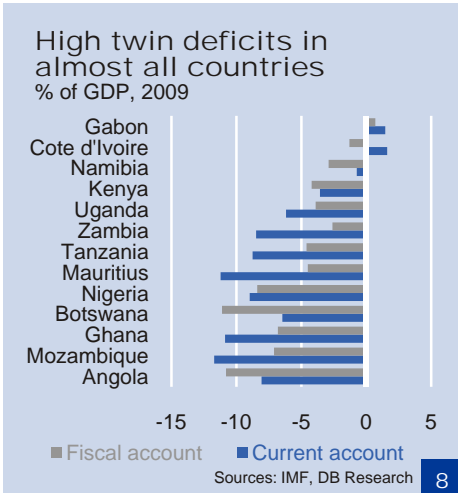 High twin deficits in
almost all countries
% of GDP, 2009
Gabon
Cote d'Ivoire
Namibia
Kenya
Uganda
Zambia
Tanzania
Mauritius
Nigeria
Botswana
Ghana
Mozambique
Angola
-15 -10 -5 0 5
Fiscal account Current account
Sources: IMF, DB Research 8